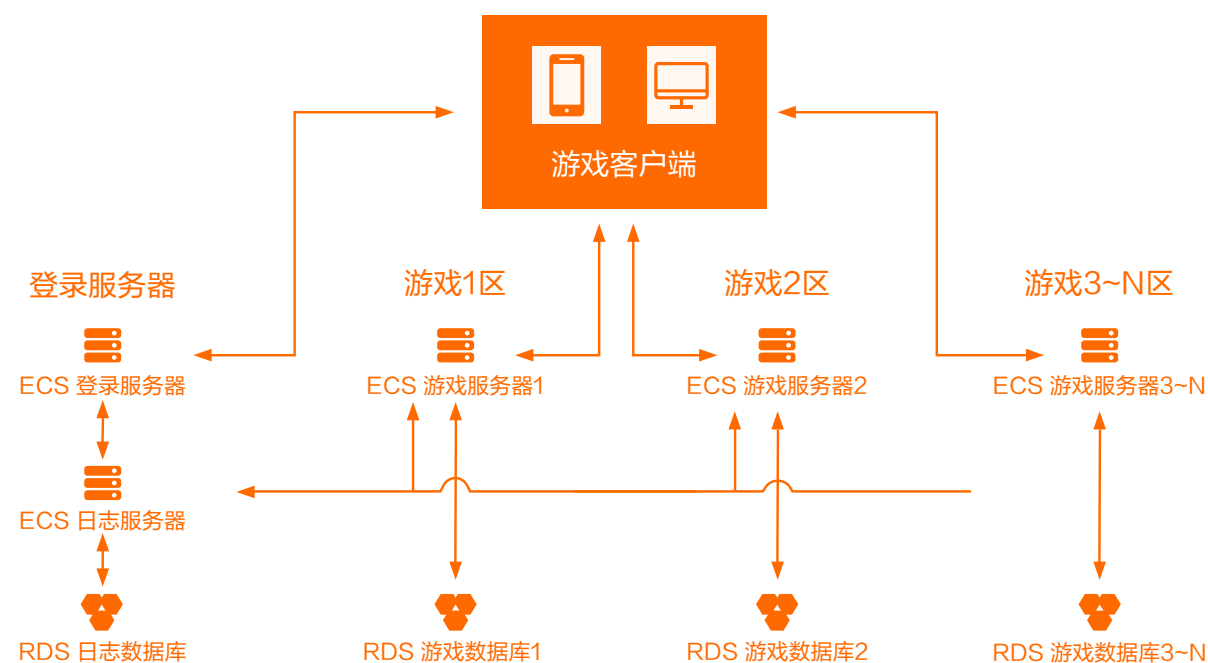 游戏客户端
登录服务器
游戏1区
游戏2区
游戏3~N区
ECS 登录服务器
ECS 游戏服务器1
ECS 游戏服务器2
ECS 游戏服务器3~N
ECS 日志服务器
RDS 日志数据库
RDS 游戏数据库1
RDS 游戏数据库2
RDS 游戏数据库3~N